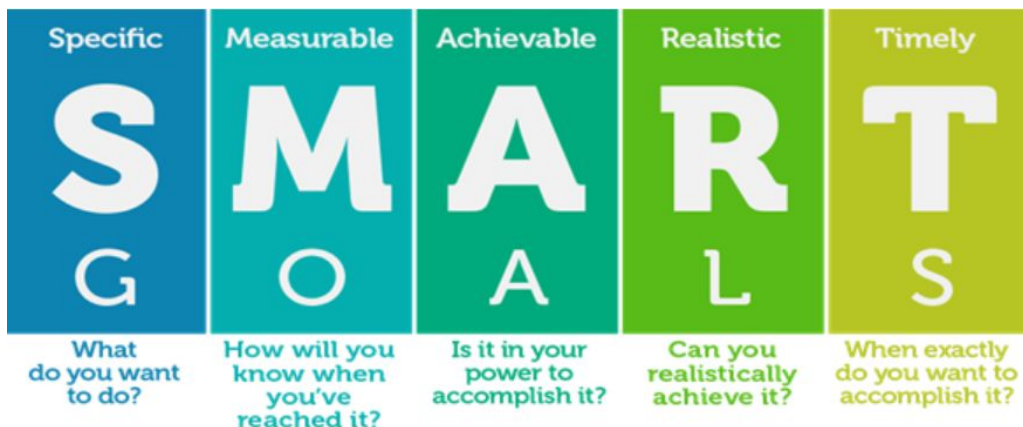 Specific
Measurable
Achievable
Realistic
Timely
S
M
A
R
T
G
O
A
L
S
What
do you want
to do?
How will you
know when
you've
reached it?
Is it in your
power to
accomplish it?
Can you
realistically
achieve it?
When exactly
do you want to
accomplish it?